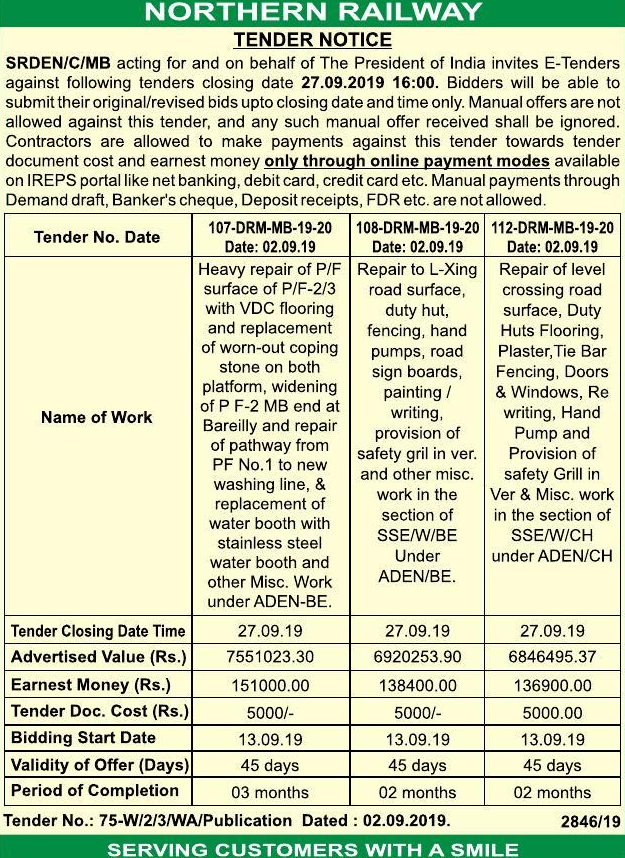 NORTHERN RAILWAY
TENDER NOTICE
SRDEN/C/MB acting for and on behalf of The President of India invites E-Tenders
against following tenders closing date 27.09.2019 16:00. Bidders will be able to
submit their original/revised bids upto closing date and time only. Manual offers are not
allowed against this tender, and any such manual offer received shall be ignored.
Contractors are allowed to make payments against this tender towards tender
document cost and earnest money only through online payment modes available
on IREPS portal like net banking, debit card, credit card etc. Manual payments through
Demand draft, Banker's cheque, Deposit receipts, FDR etc. are not allowed.
Tender No. Date
107-DRM-MB-19-20
Date: 02.09.19
108-DRM-MB-19-20
Date: 02.09.19
112-DRM-MB-19-20
Date: 02.09.19
Name of Work
Heavy repair of P/F
surface of P/F-2/3
with VDC flooring
and replacement
of worn-out coping
stone on both
platform, widening
of P F-2 MB end at
Bareilly and repair
of pathway from
PF No.1 to new
washing line, &
replacement of
water booth with
stainless steel
water booth and
other Misc. Work
under ADEN-BE.
Repair to L-Xing
road surface,
duty hut,
fencing, hand
pumps, road
sign boards,
painting /
writing,
provision of
safety gril in ver.
and other misc.
work in the
section of
SSE/W/BE
Under
ADEN/BE.
Repair of level
crossing road
surface, Duty
Huts Flooring,
Plaster,Tie Bar
Fencing, Doors
& Windows, Re
writing, Hand
Pump and
Provision of
safety Grill in
Ver & Misc. work
in the section of
SSE/W/CH
under ADEN/CH
Tender Closing Date Time 27.09.19 27.09.19 27.09.19
Advertised Value (Rs.) 7551023.30 6920253.90 6846495.37
Earnest Money (Rs.) 151000.00 138400.00 136900.00
Tender Doc. Cost (Rs.) 5000/- 5000/- 5000.00
Bidding Start Date 13.09.19 13.09.19 13.09.19
Validity of Offer (Days) 45 days 45 days 45 days
Period of Completion 03 months 02 months 02 months
Tender No.: 75-W/2/3/WA/Publication Dated : 02.09.2019. 2846/19
SERVING CUSTOMERS WITH A SMILE